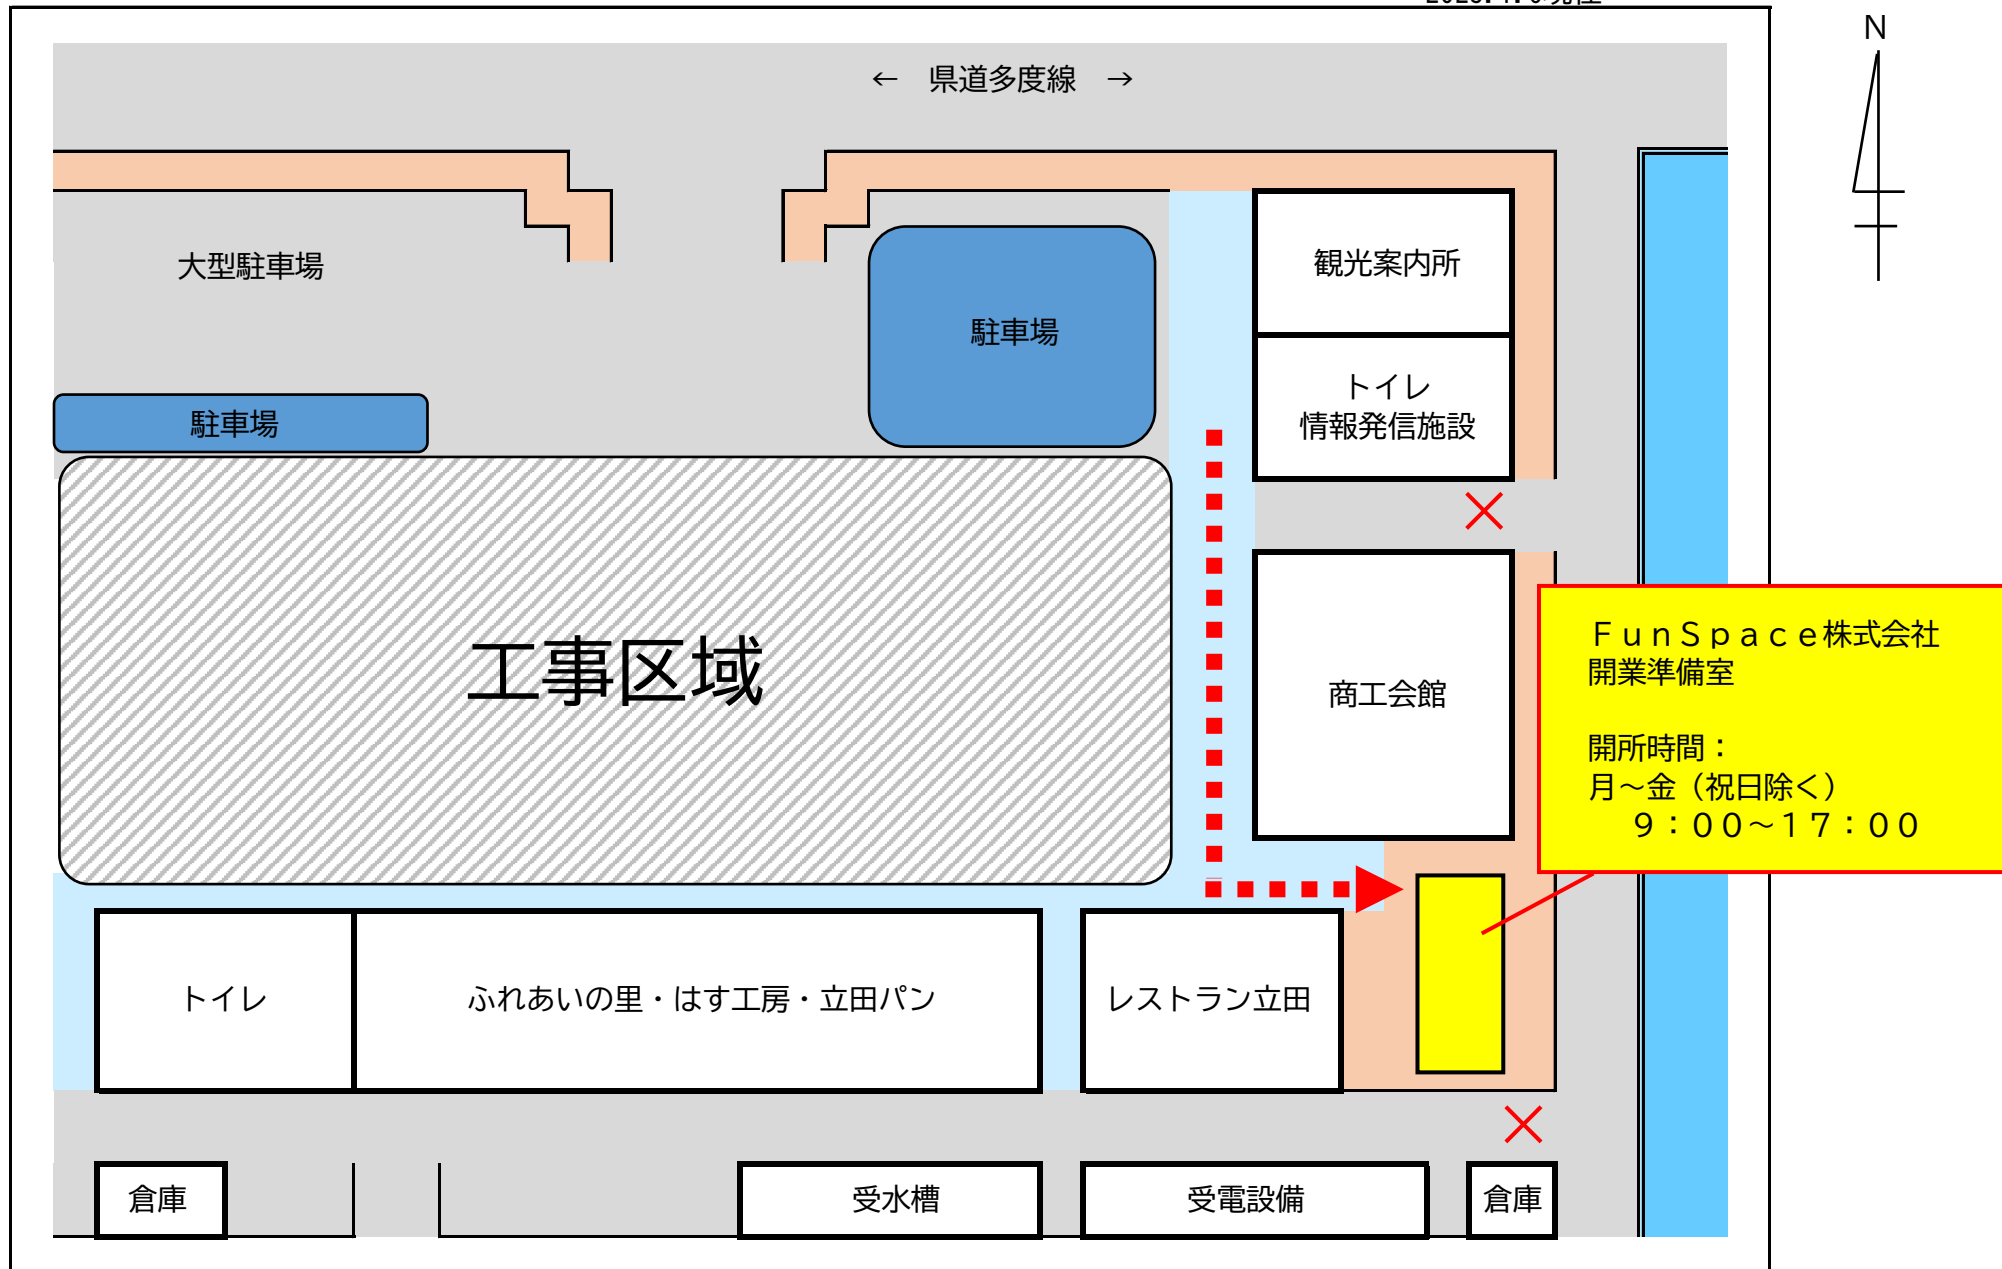 N
← 県道多度線 →
大型駐車場
観光案内所
駐車場
トイレ
情報発信施設
駐車場
工事区域
商工会館
ＦｕｎＳｐａｃｅ株式会社
開業準備室
開所時間：
月～金（祝日除く）
９：００～１７：００
トイレ
ふれあいの里・はす工房・立田パン
レストラン立田
倉庫
受水槽
受電設備
倉庫